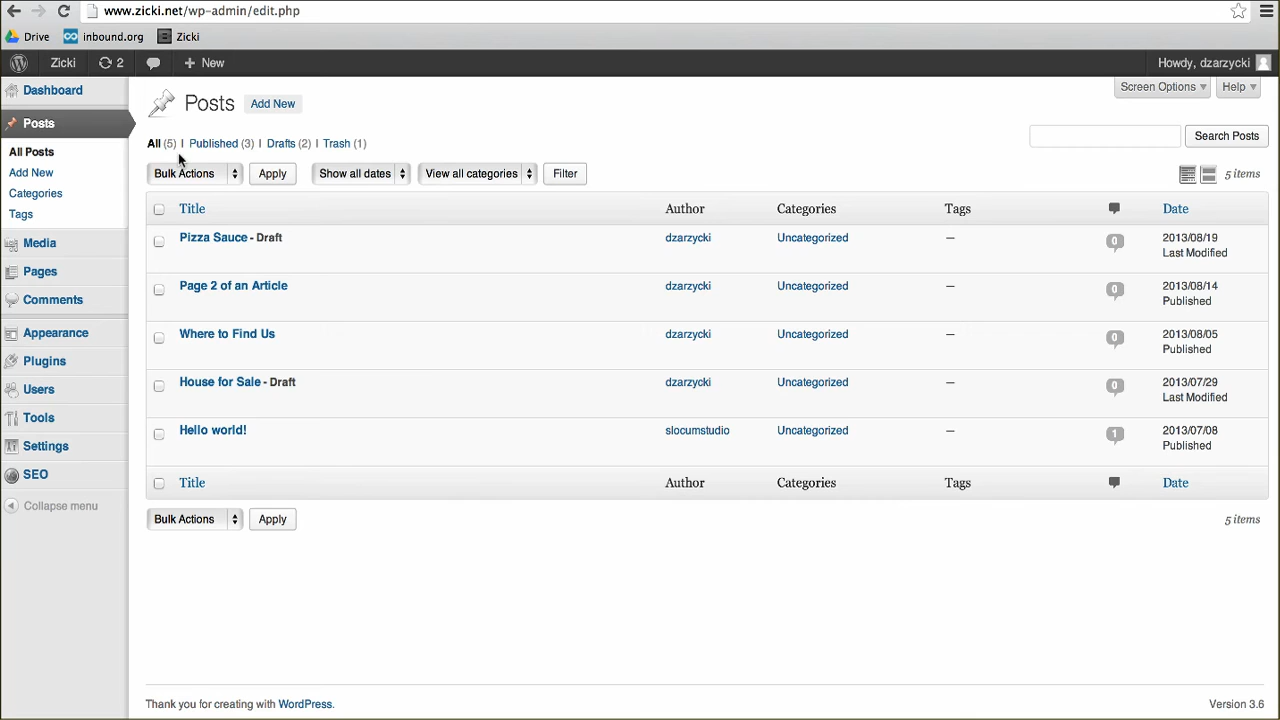 www.zicki.net/wp-admin/edit.php
Drive inbound.org Zicki
Zicki 2 + New Howdy, dzarzycki
Dashboard
Posts
All Posts
Add New
Categories
Tags
Media
Pages
Comments
Appearance
Plugins
Users
Tools
Settings
SEO
Collapse menu
Screen Options Help
Posts Add New
All (5) | Published (3) | Drafts (2) | Trash (1)
Search Posts
Bulk Actions Apply Show all dates View all categories Filter 5 items
Title Author Categories Tags Date
Pizza Sauce - Draft dzarzycki Uncategorized — 0 2013/08/19
Last Modified
Page 2 of an Article dzarzycki Uncategorized — 0 2013/08/14
Published
Where to Find Us dzarzycki Uncategorized — 0 2013/08/05
Published
House for Sale - Draft dzarzycki Uncategorized — 0 2013/07/29
Last Modified
Hello world! slocumstudio Uncategorized — 1 2013/07/08
Published
Title Author Categories Tags Date
Bulk Actions Apply 5 items
Thank you for creating with WordPress. Version 3.6